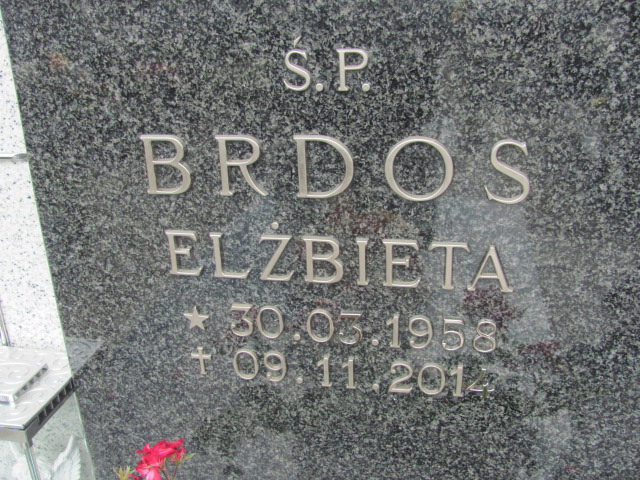 Ś.P.
BRDOS
ELŻBIETA
★ 30.03.1958
✝ 09.11.2014